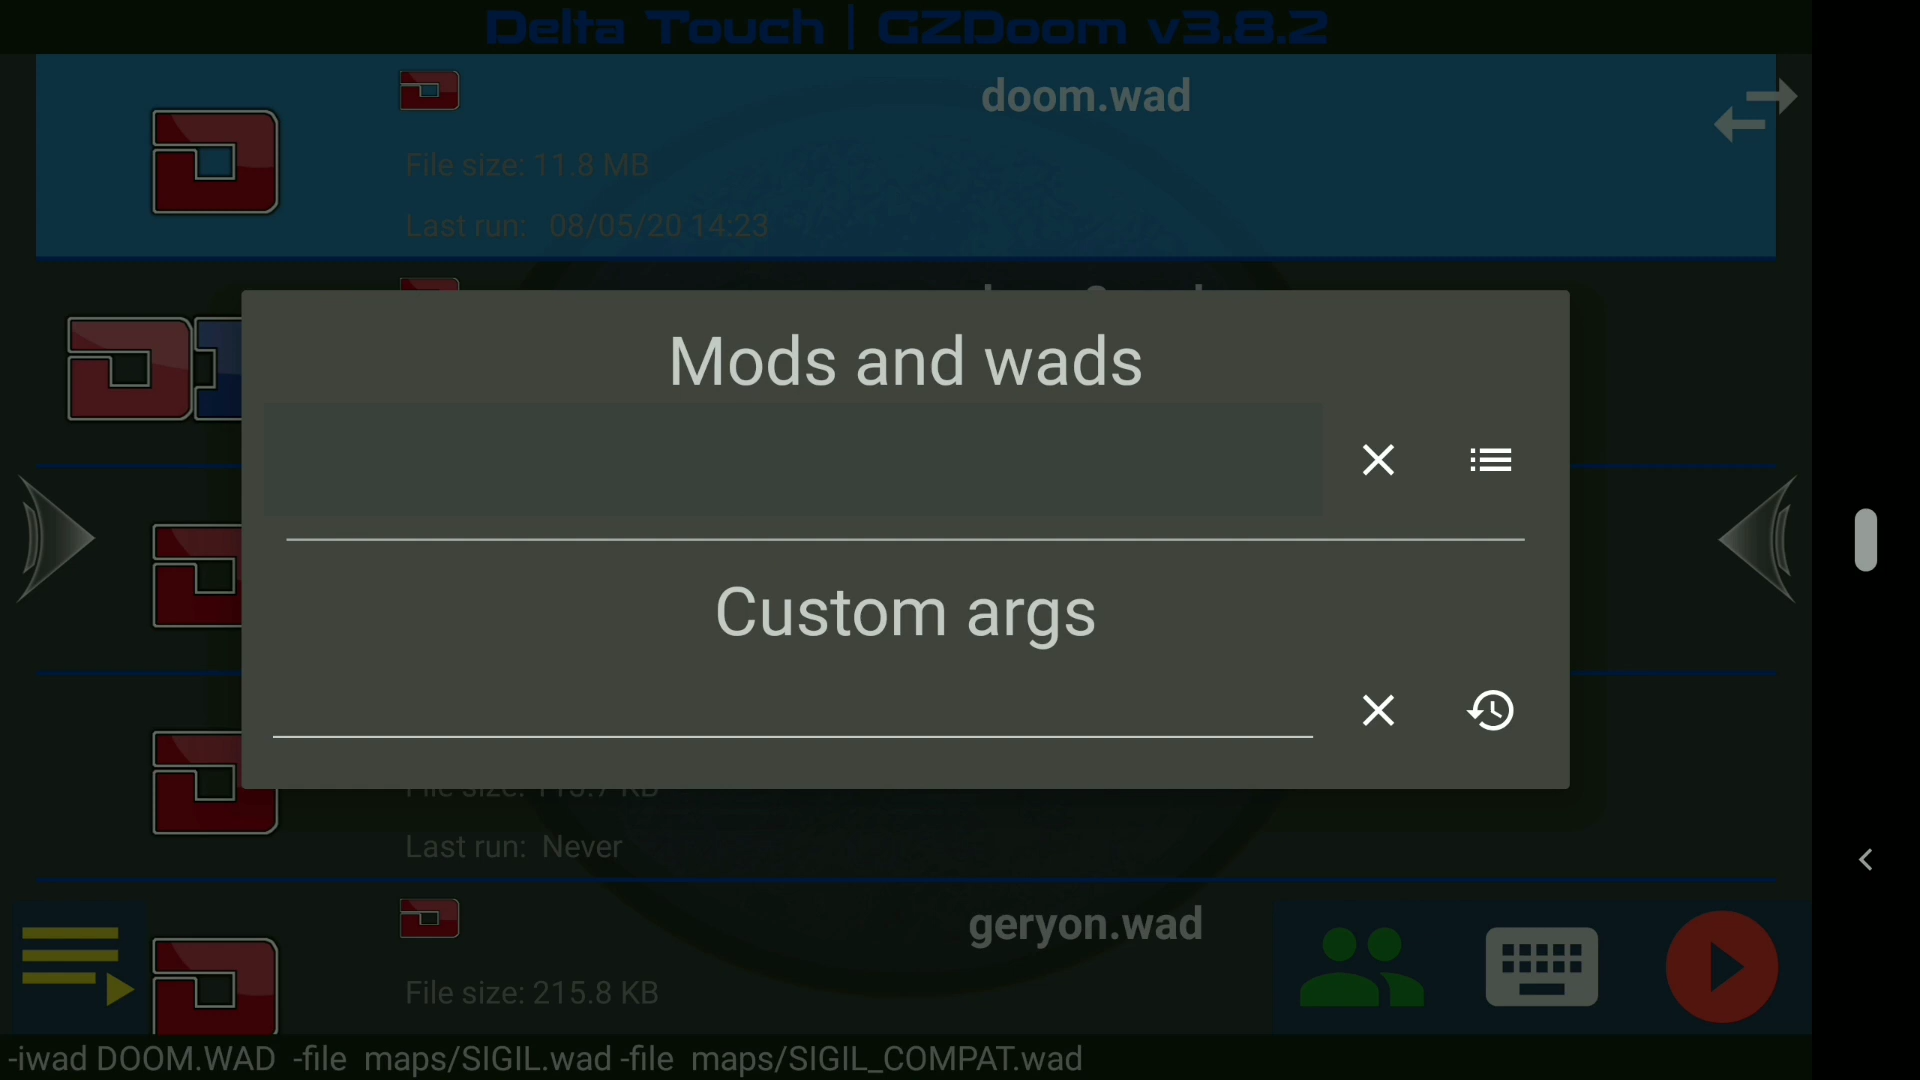 Delta Touch | GZDoom v3.8.2
doom.wad
File size: 11.8 MB
Last run: 08/05/20 14:23
Mods and wads
Custom args
Last run: Never
geryon.wad
File size: 215.8 KB
-iwad DOOM.WAD -file maps/SIGIL.wad -file maps/SIGIL_COMPAT.wad